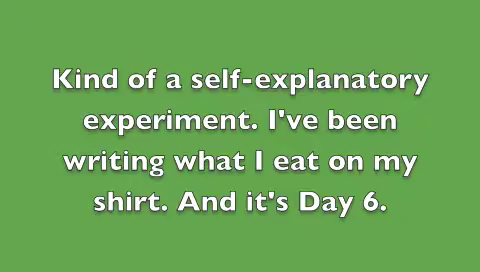 Kind of a self-explanatory
experiment. I've been
writing what I eat on my
shirt. And it's Day 6.